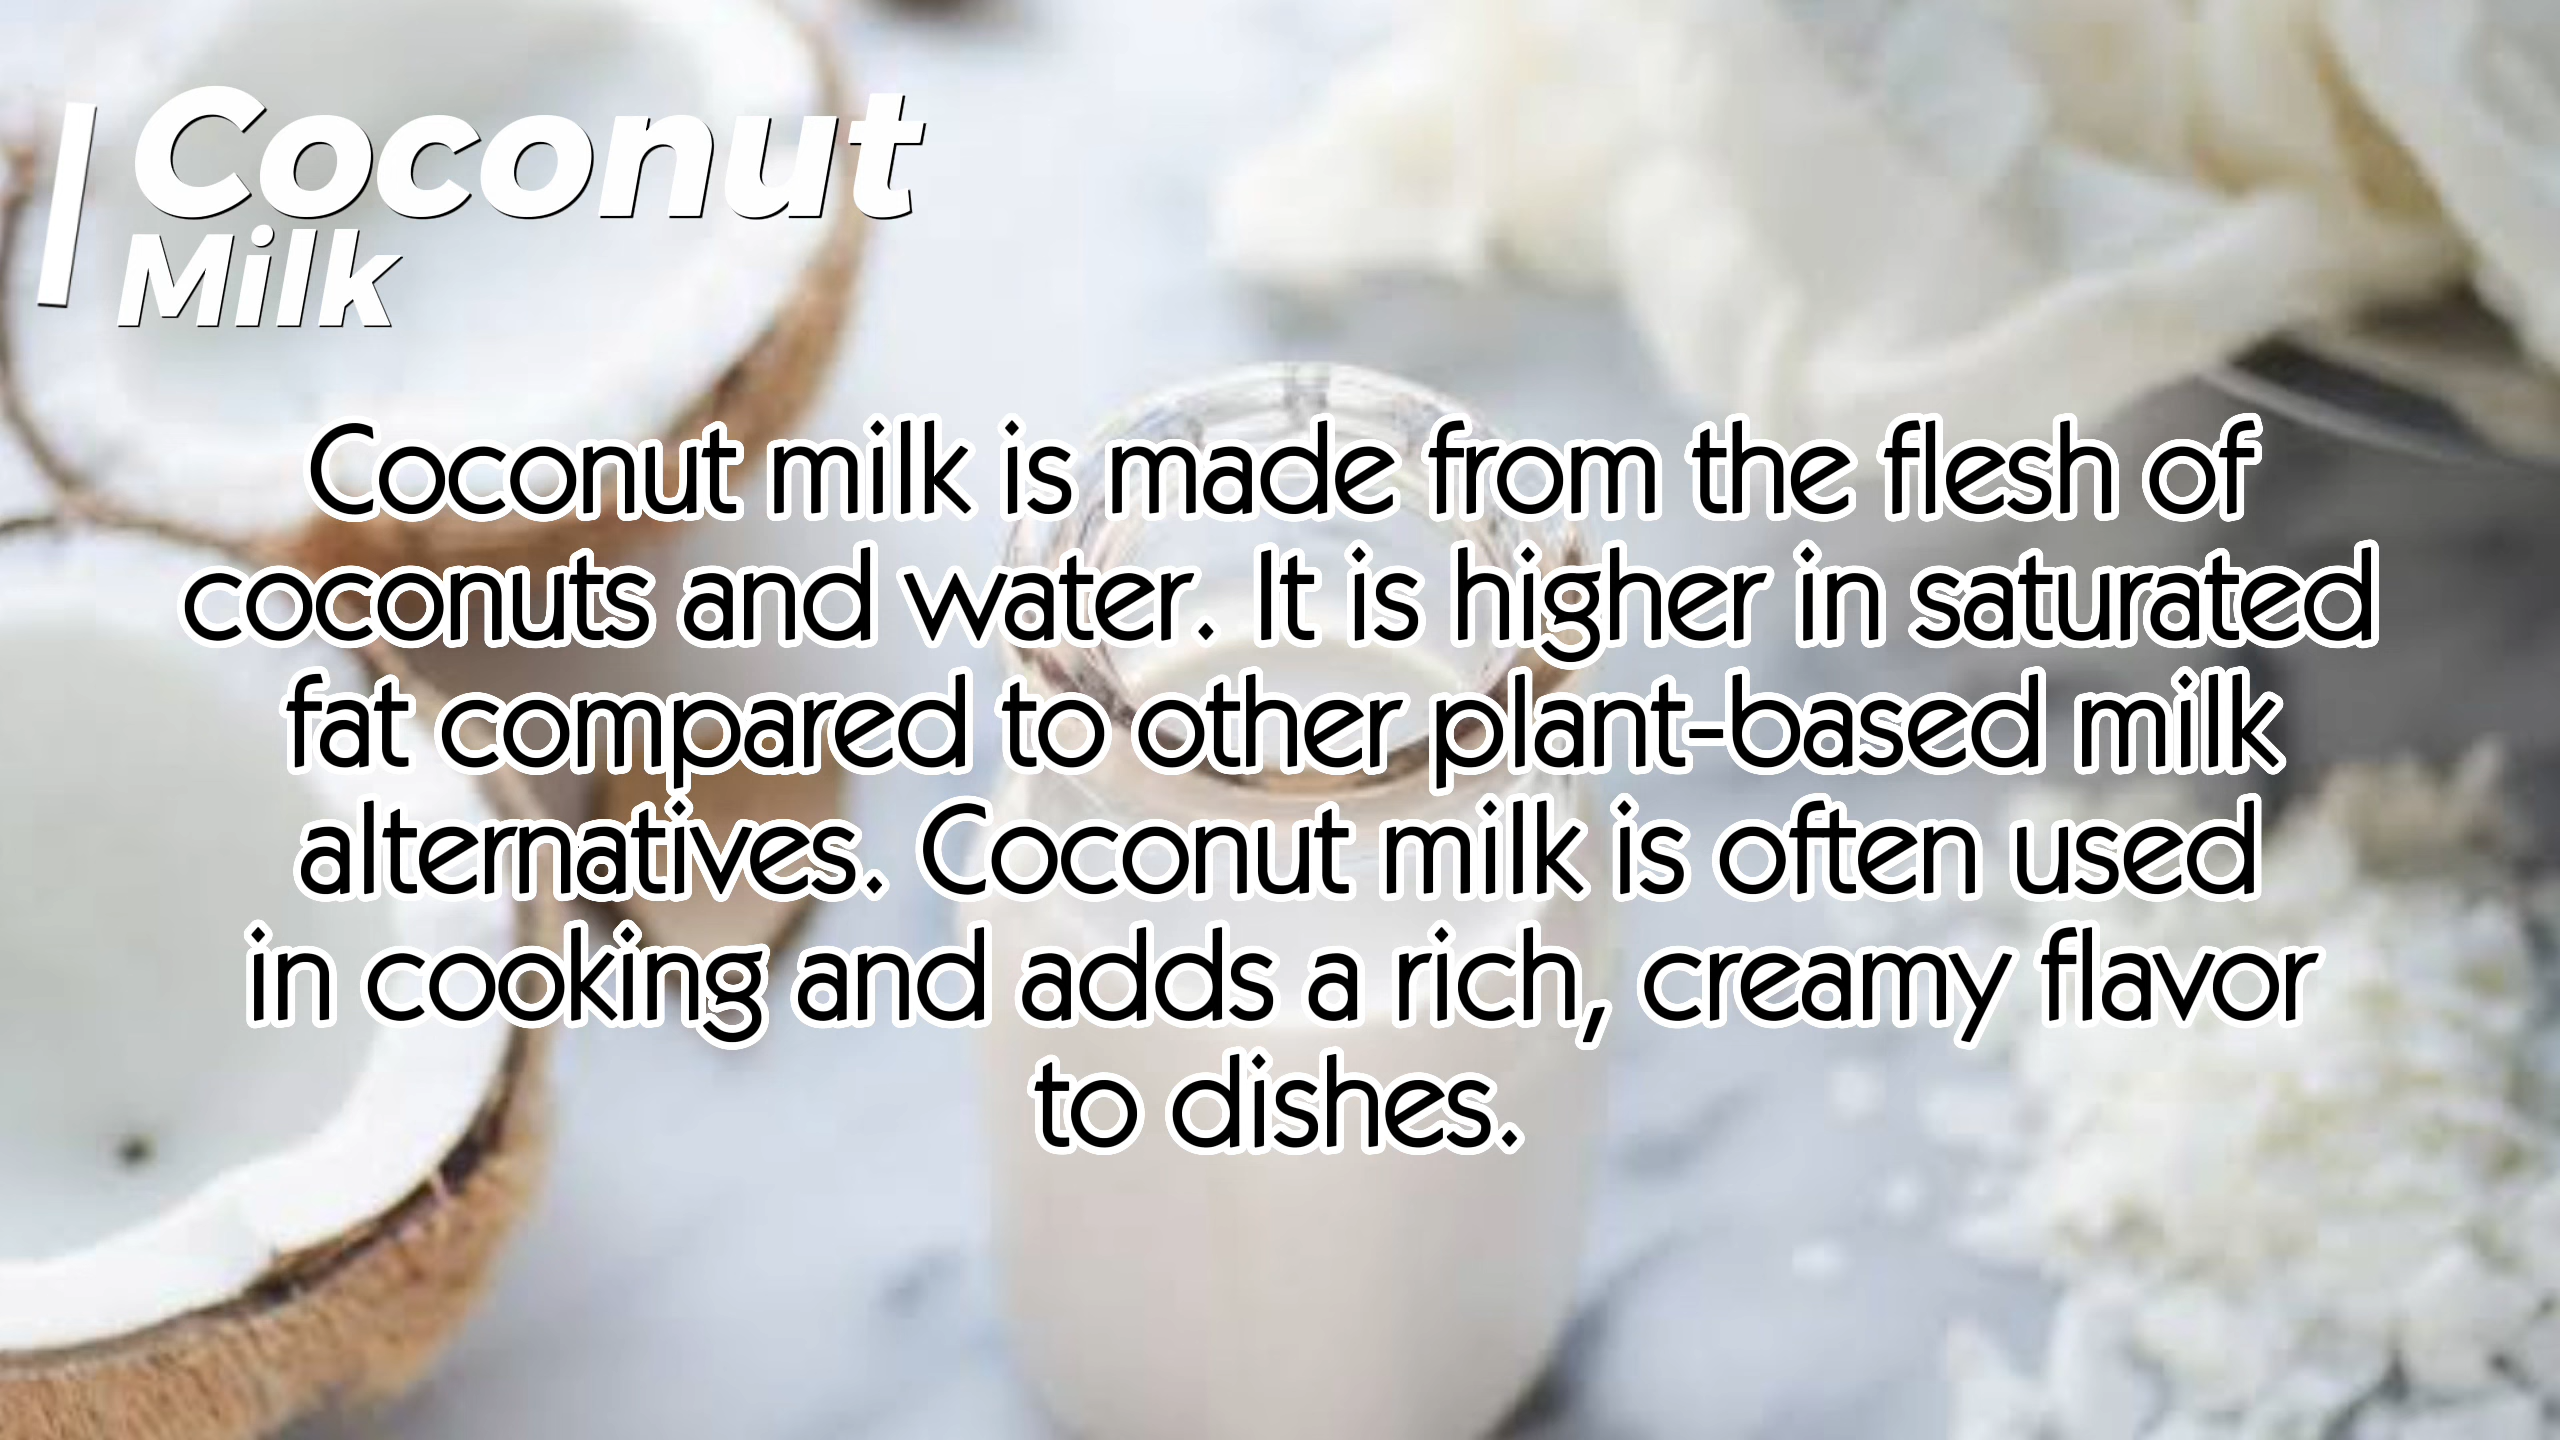 Coconut
Milk
Coconut milk is made from the flesh of
coconuts and water. It is higher in saturated
fat compared to other plant-based milk
alternatives. Coconut milk is often used
in cooking and adds a rich, creamy flavor
to dishes.